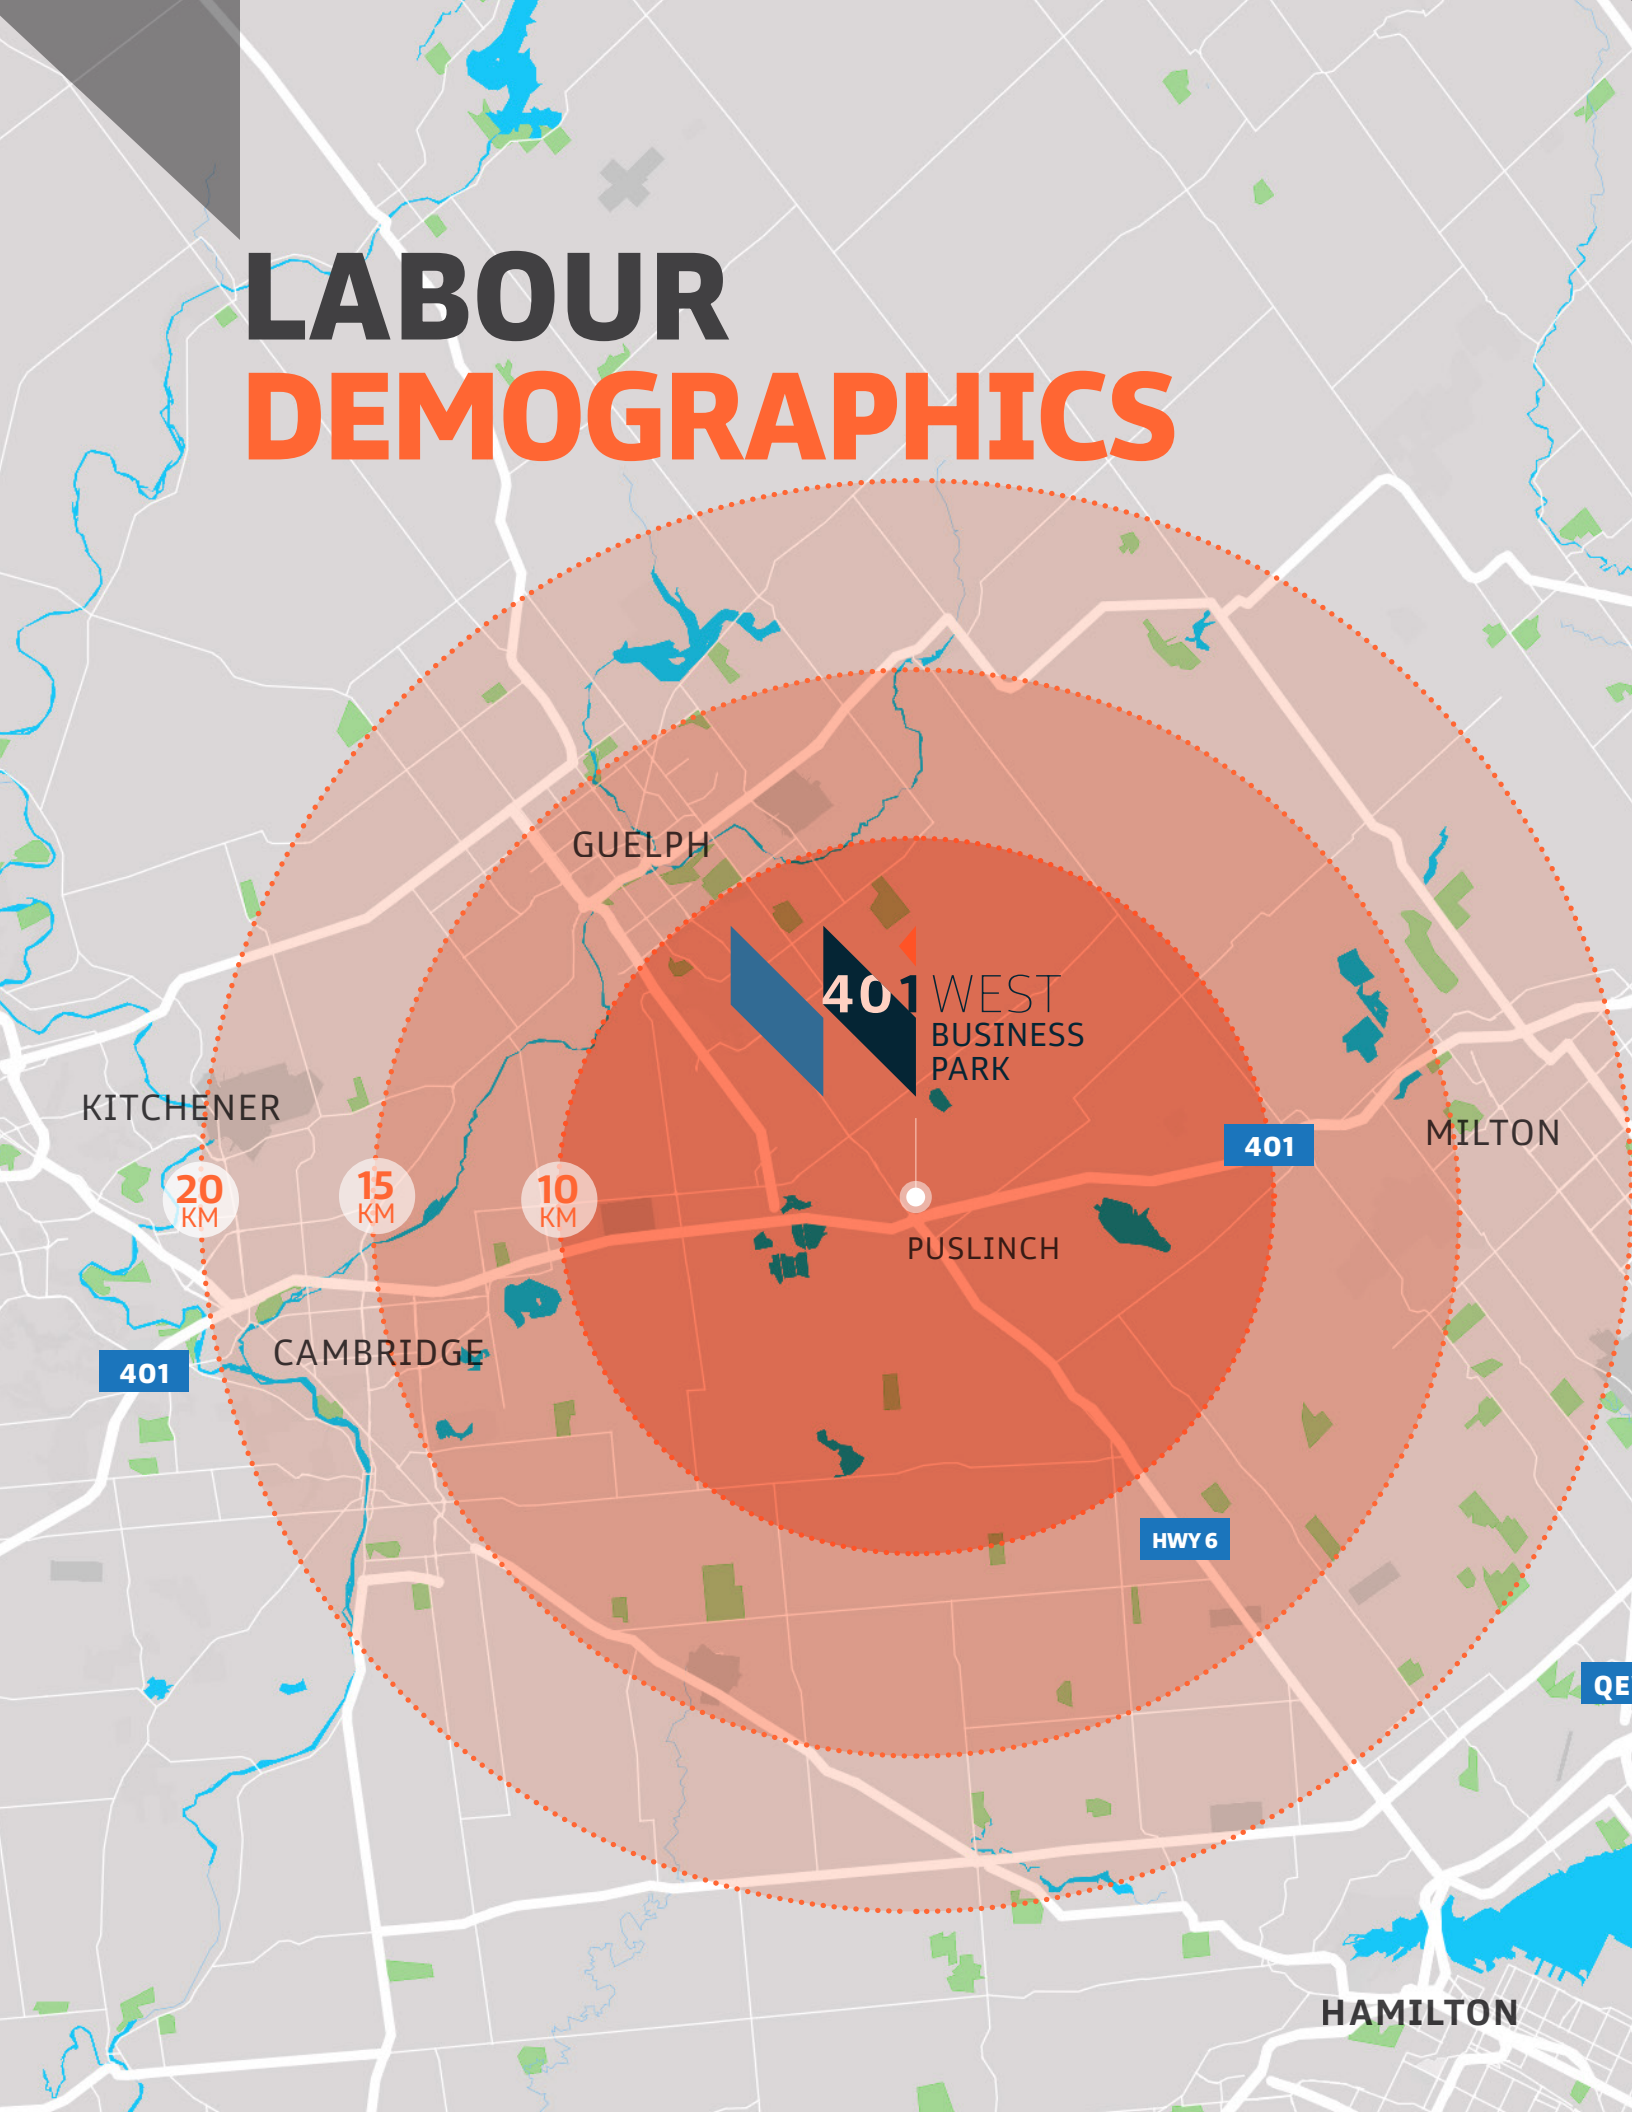 LABOUR
DEMOGRAPHICS
GUELPH
401 WEST
BUSINESS
PARK
KITCHENER
MILTON
401
20
KM
15
KM
10
KM
PUSLINCH
CAMBRIDGE
401
HWY 6
QE
HAMILTON